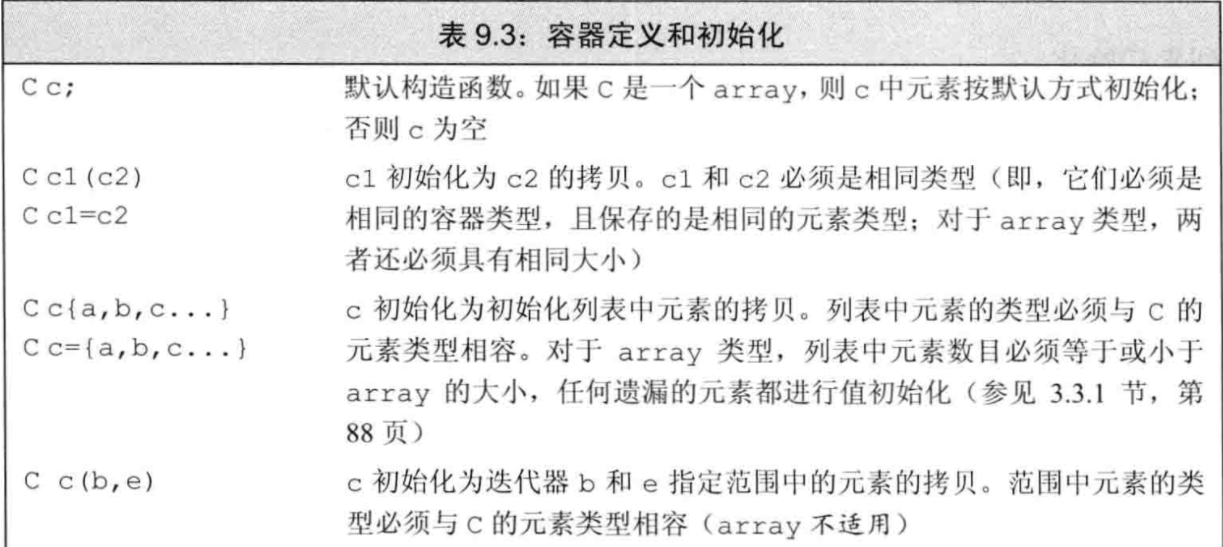 表 9.3：容器定义和初始化
C c;
默认构造函数。如果 C 是一个 array，则 c 中元素按默认方式初始化；
否则 c 为空
C c1(c2)
C c1=c2
c1 初始化为 c2 的拷贝。c1 和 c2 必须是相同类型（即，它们必须是
相同的容器类型，且保存的是相同的元素类型；对于 array 类型，两
者还必须具有相同大小）
C c{a,b,c...}
C c={a,b,c...}
c 初始化为初始化列表中元素的拷贝。列表中元素的类型必须与 C 的
元素类型相容。对于 array 类型，列表中元素数目必须等于或小于
array 的大小，任何遗漏的元素都进行值初始化（参见 3.3.1 节，第
88 页）
C c(b,e)
c 初始化为迭代器 b 和 e 指定范围中的元素的拷贝。范围中元素的类
型必须与 C 的元素类型相容（array 不适用）